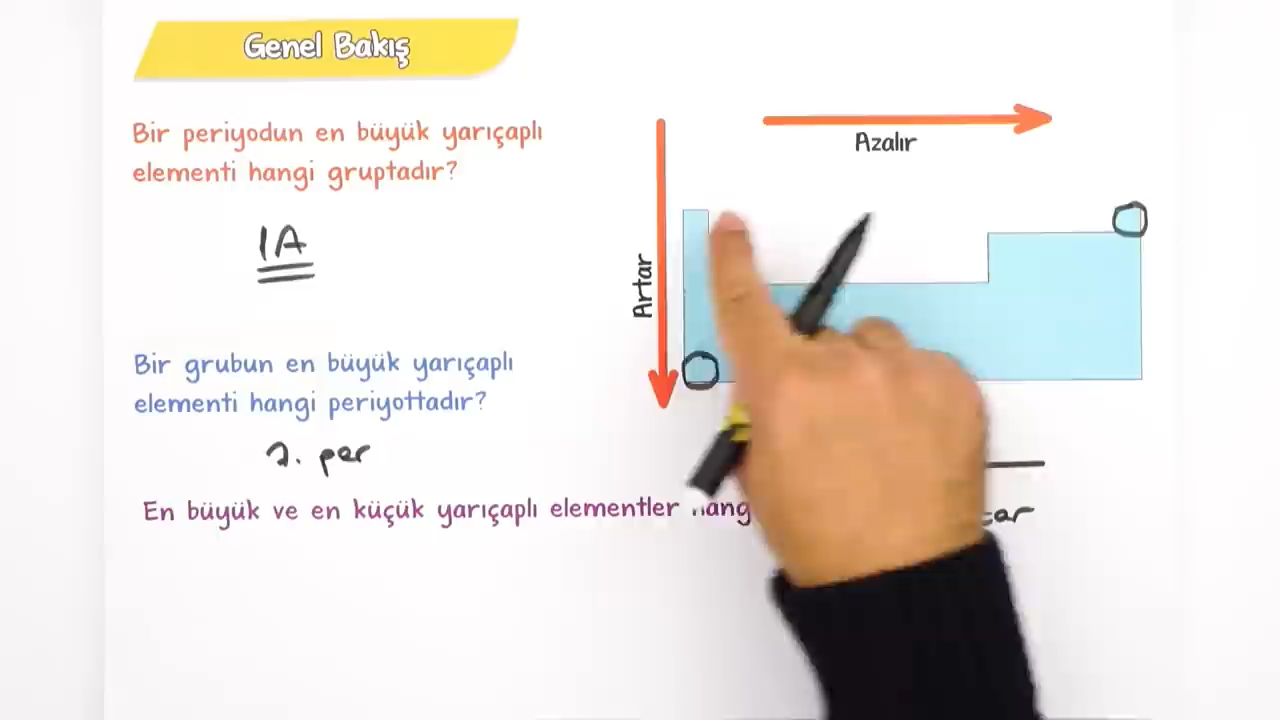 Genel Bakış
Bir periyodun en büyük yarıçaplı
elementi hangi gruptadır?
1A
Bir grubun en büyük yarıçaplı
elementi hangi periyottadır?
7. per
En büyük ve en küçük yarıçaplı elementler
Azalır
Artar